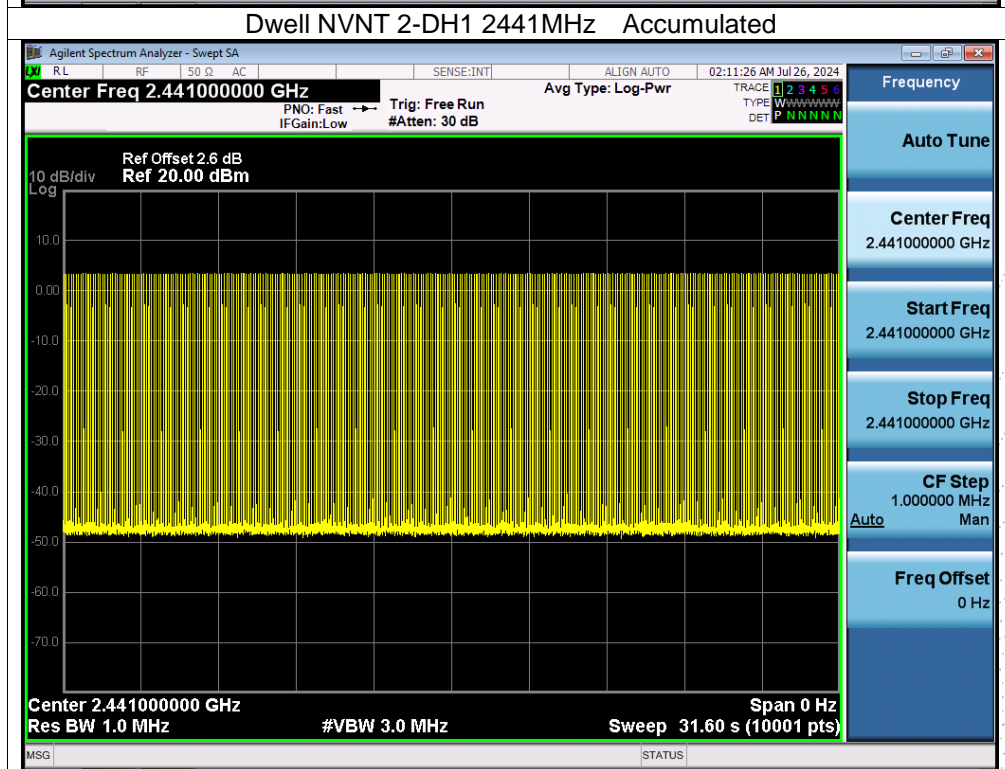 Dwell NVNT 2-DH1 2441MHz Accumulated
Agilent Spectrum Analyzer - Swept SA
LXI RL RF 50 Ω AC SENSE:INT ALIGN AUTO 02:11:26 AM Jul 26, 2024
Center Freq 2.441000000 GHz Avg Type: Log-Pwr TRACE 1 2 3 4 5 6
PNO: Fast Trig: Free Run TYPE WWWWWWW
IFGain:Low #Atten: 30 dB DET P N N N N N
Frequency
Ref Offset 2.6 dB
10 dB/div Ref 20.00 dBm
Log
10.0
0.00
-10.0
-20.0
-30.0
-40.0
-50.0
-60.0
-70.0
Center 2.441000000 GHz Span 0 Hz
Res BW 1.0 MHz #VBW 3.0 MHz Sweep 31.60 s (10001 pts)
Auto Tune
Center Freq
2.441000000 GHz
Start Freq
2.441000000 GHz
Stop Freq
2.441000000 GHz
CF Step
1.000000 MHz
Auto Man
Freq Offset
0 Hz
MSG STATUS